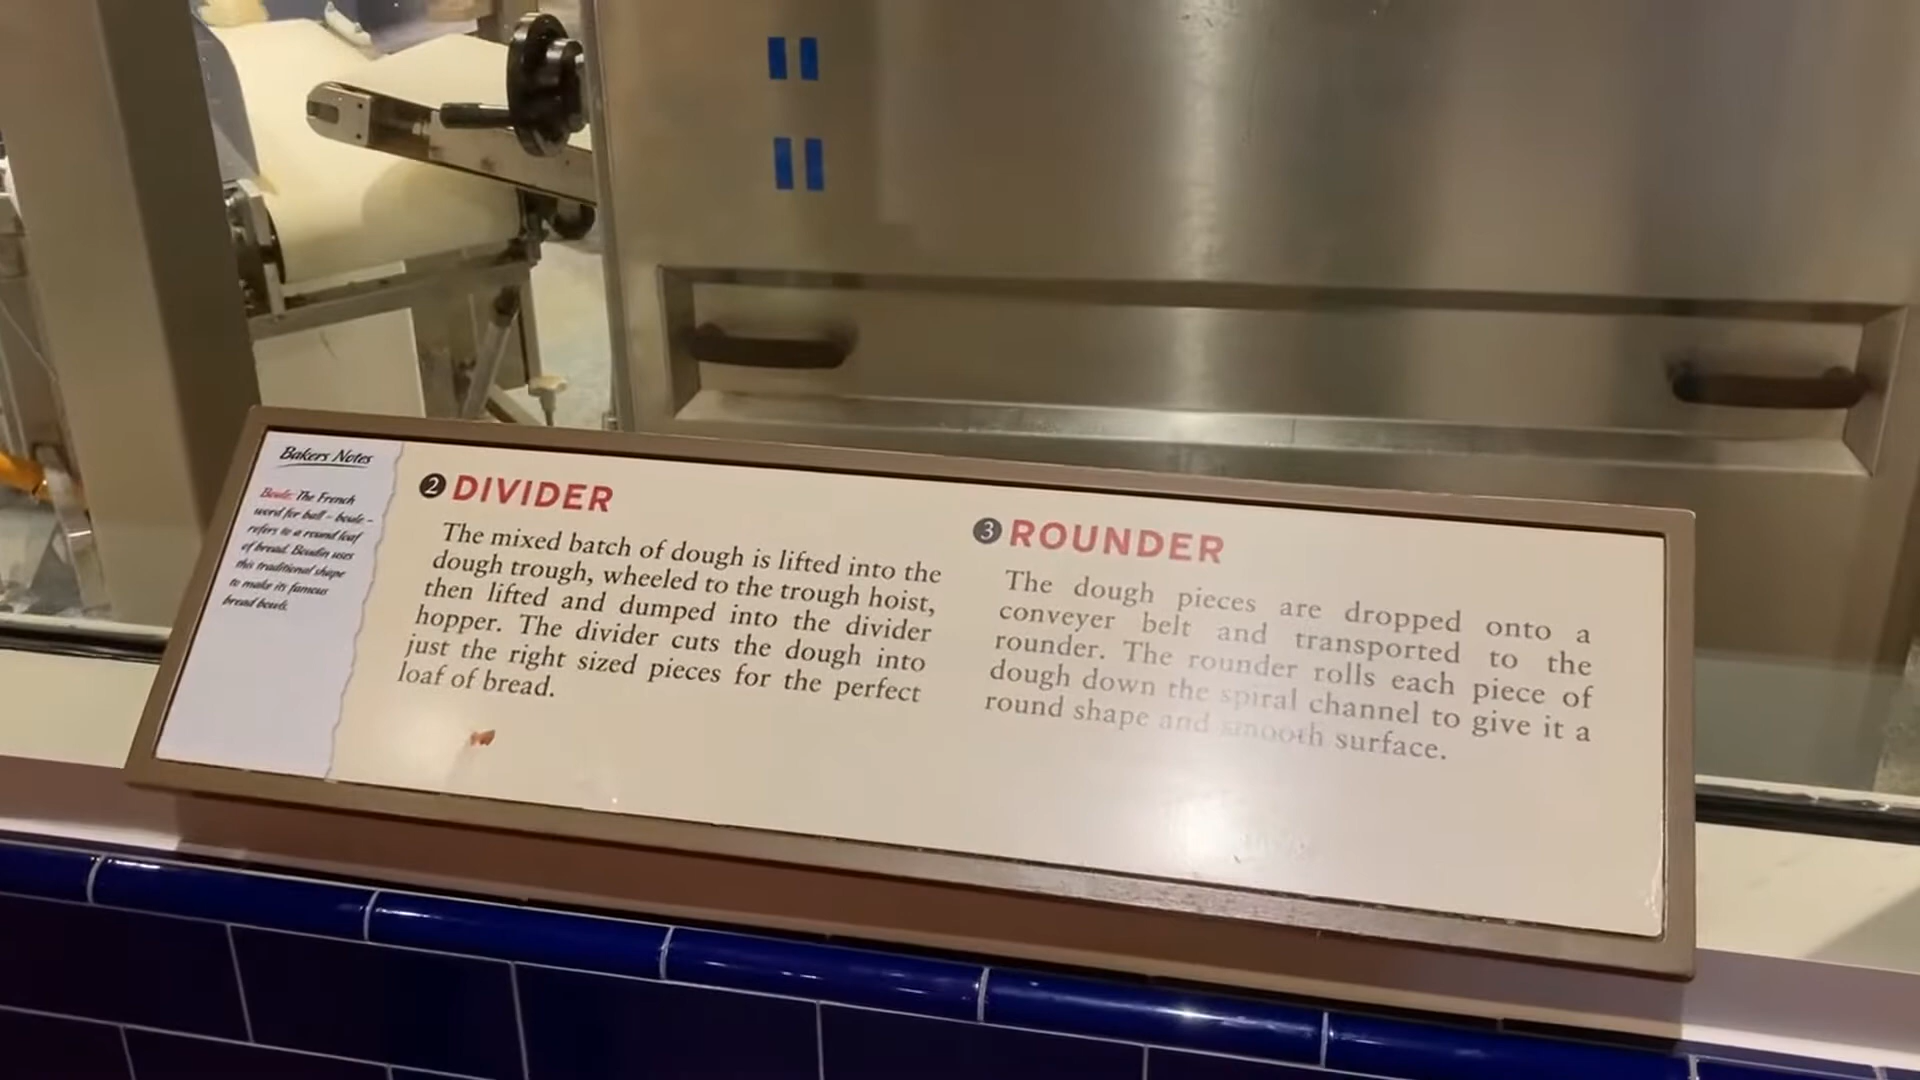 Bakers Notes
Boule: The French
word for ball – boule –
refers to a round loaf
of bread. Boudin uses
this traditional shape
to make its famous
bread bowls.
2 DIVIDER
The mixed batch of dough is lifted into the
dough trough, wheeled to the trough hoist,
then lifted and dumped into the divider
hopper. The divider cuts the dough into
just the right sized pieces for the perfect
loaf of bread.
3 ROUNDER
The dough pieces are dropped onto a
conveyer belt and transported to the
rounder. The rounder rolls each piece of
dough down the spiral channel to give it a
round shape and smooth surface.